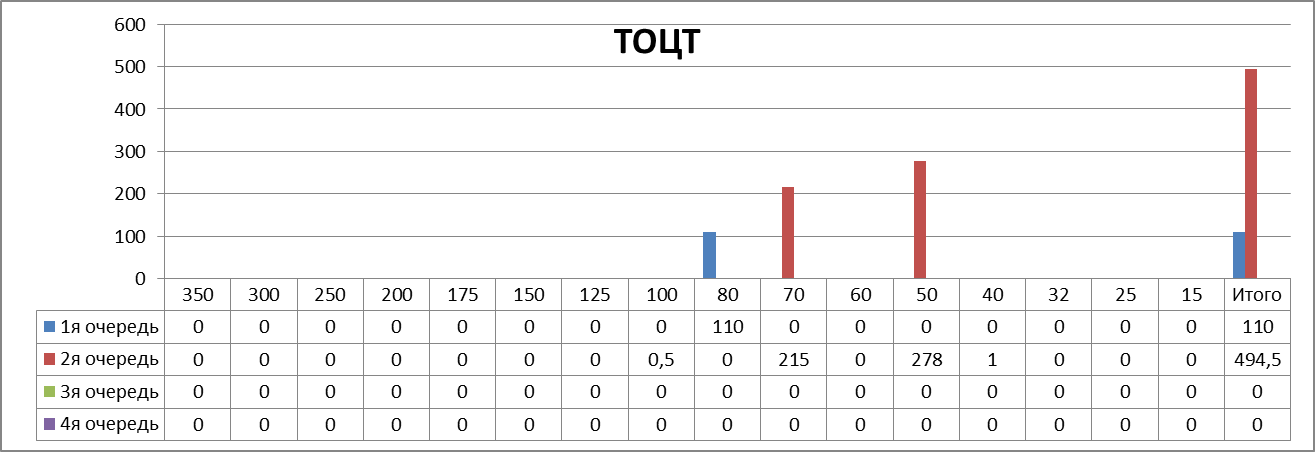 ТОЦТ
600
500
400
300
200
100
0
350 300 250 200 175 150 125 100 80 70 60 50 40 32 25 15 Итого
1я очередь 0 0 0 0 0 0 0 0 110 0 0 0 0 0 0 0 110
2я очередь 0 0 0 0 0 0 0 0,5 0 215 0 278 1 0 0 0 494,5
3я очередь 0 0 0 0 0 0 0 0 0 0 0 0 0 0 0 0 0
4я очередь 0 0 0 0 0 0 0 0 0 0 0 0 0 0 0 0 0